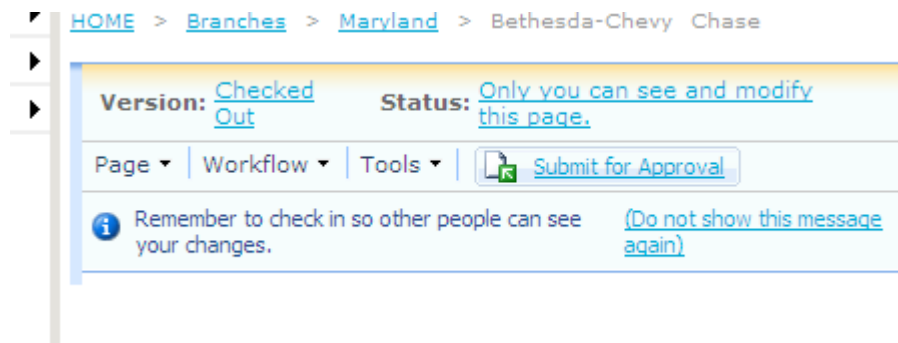 HOME > Branches > Maryland > Bethesda-Chevy Chase
Version: Checked Out Status: Only you can see and modify this page.
Page Workflow Tools Submit for Approval
Remember to check in so other people can see your changes. (Do not show this message again)